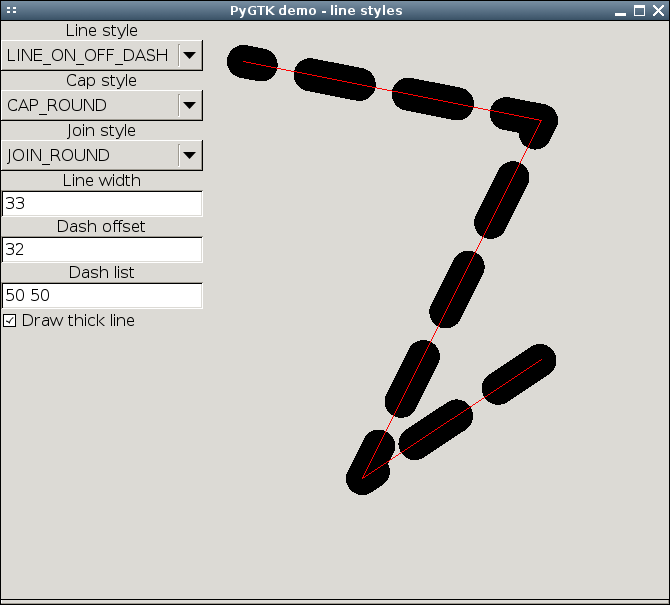 PyGTK demo - line styles
Line style
LINE_ON_OFF_DASH
Cap style
CAP_ROUND
Join style
JOIN_ROUND
Line width
33
Dash offset
32
Dash list
50 50
Draw thick line